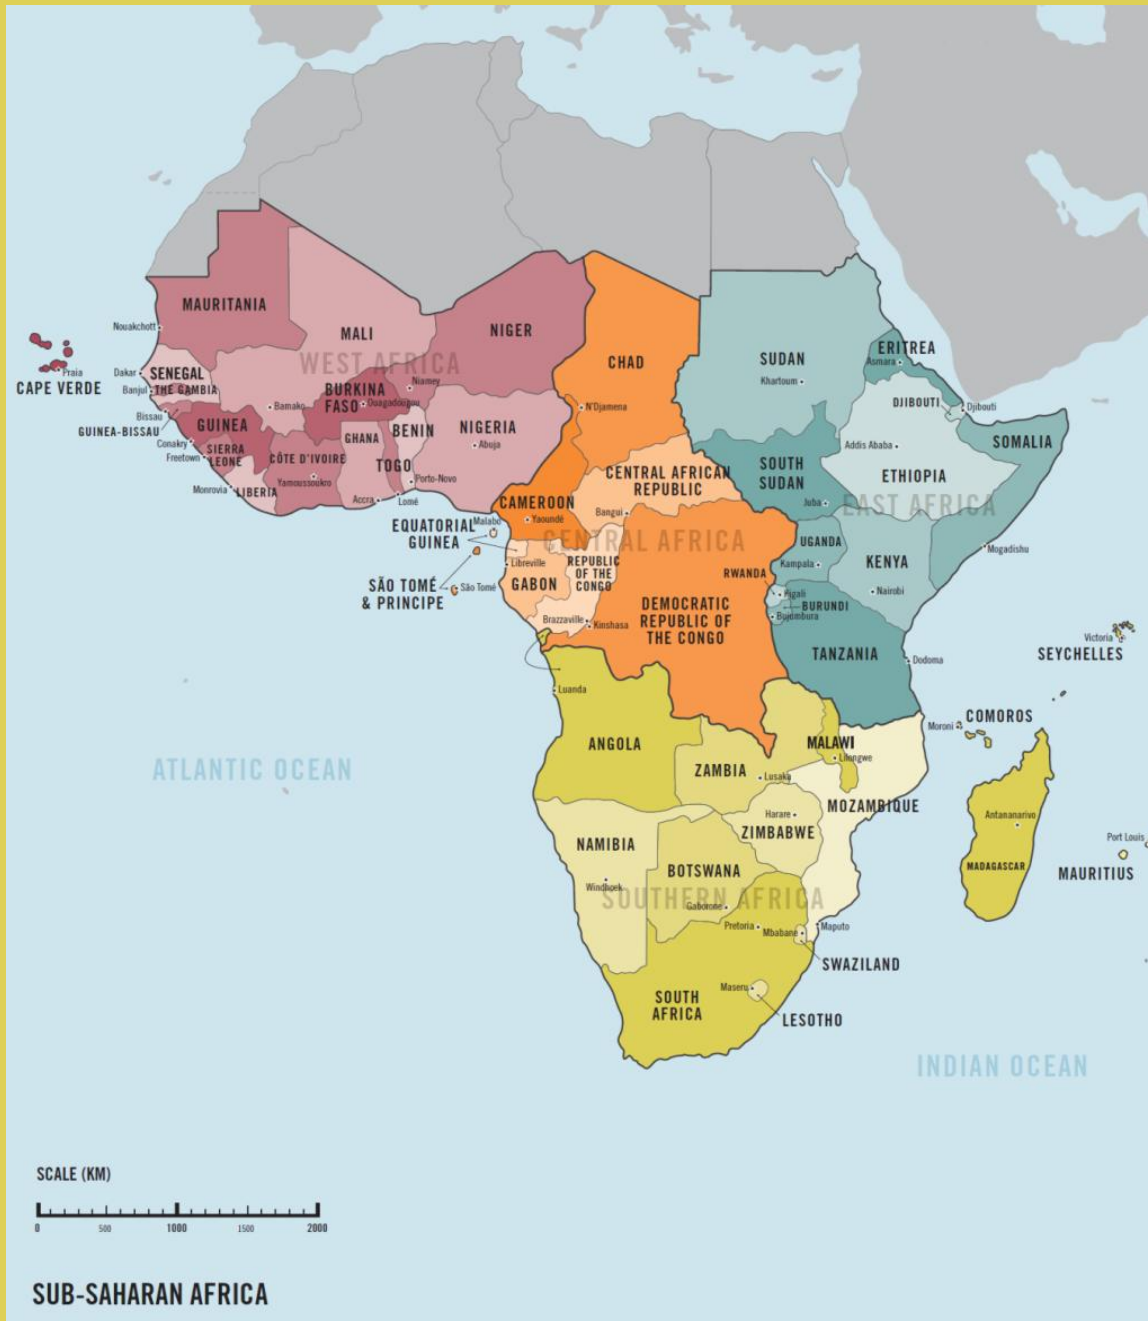 MAURITANIA
Nouakchott
MALI
NIGER
WEST AFRICA
CHAD
SUDAN
Khartoum
ERITREA
Asmara
Praia
CAPE VERDE
Dakar
SENEGAL
Banjul
THE GAMBIA
BURKINA
FASO
Niamey
Ouagadougou
N'Djamena
DJIBOUTI
Djibouti
Bissau
GUINEA-BISSAU
Bamako
GUINEA
Conakry
Freetown
SIERRA
LEONE
CÔTE D'IVOIRE
Yamoussoukro
GHANA
BENIN
TOGO
NIGERIA
Abuja
Addis Ababa
SOMALIA
Monrovia
LIBERIA
Accra
Lomé
Porto-Novo
CENTRAL AFRICAN
REPUBLIC
Bangui
SOUTH
SUDAN
Juba
ETHIOPIA
EAST AFRICA
CAMEROON
Yaoundé
EQUATORIAL
GUINEA
Malabo
CENTRAL AFRICA
UGANDA
Kampala
KENYA
Nairobi
Mogadishu
Libreville
GABON
REPUBLIC
OF THE
CONGO
SÃO TOMÉ
& PRINCIPE
São Tomé
RWANDA
Kigali
BURUNDI
Bujumbura
Brazzaville
Kinshasa
DEMOCRATIC
REPUBLIC OF
THE CONGO
TANZANIA
Dodoma
Victoria
SEYCHELLES
Luanda
ANGOLA
Moroni
COMOROS
ATLANTIC OCEAN
ZAMBIA
Lusaka
MALAWI
Lilongwe
MOZAMBIQUE
Harare
ZIMBABWE
NAMIBIA
Windhoek
BOTSWANA
Gaborone
SOUTHERN AFRICA
Antananarivo
MADAGASCAR
Port Louis
MAURITIUS
Pretoria
Mbabane
Maputo
SWAZILAND
Maseru
LESOTHO
SOUTH
AFRICA
INDIAN OCEAN
SCALE (KM)
0 500 1000 1500 2000
SUB-SAHARAN AFRICA